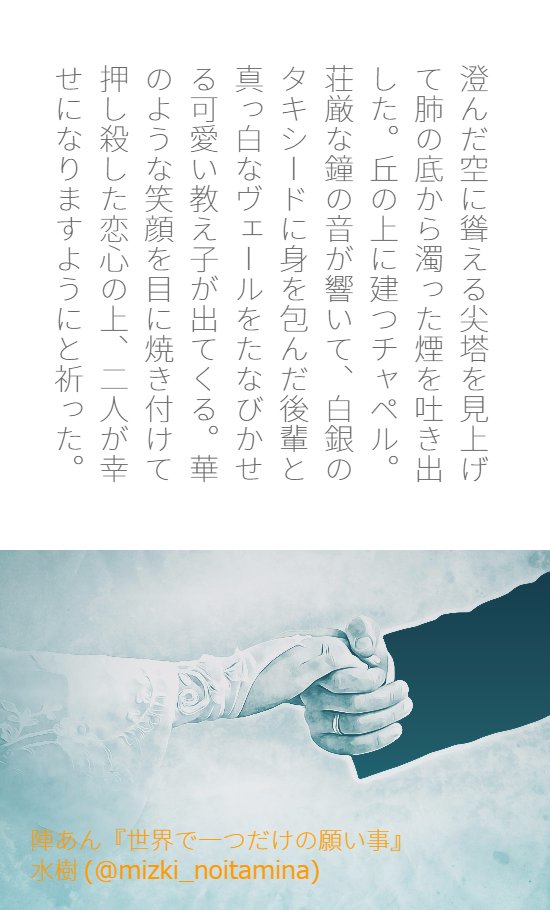 澄んだ空に聳える尖塔を見上げ
て肺の底から濁った煙を吐き出
した。丘の上に建つチャペル。
荘厳な鐘の音が響いて、白銀の
タキシードに身を包んだ後輩と
真っ白なヴェールをたなびかせ
る可愛い教え子が出てくる。華
のような笑顔を目に焼き付けて
押し殺した恋心の上、二人が幸
せになりますようにと祈った。
陣あん『世界で一つだけの願い事』
水樹 (@mizki_noitamina)